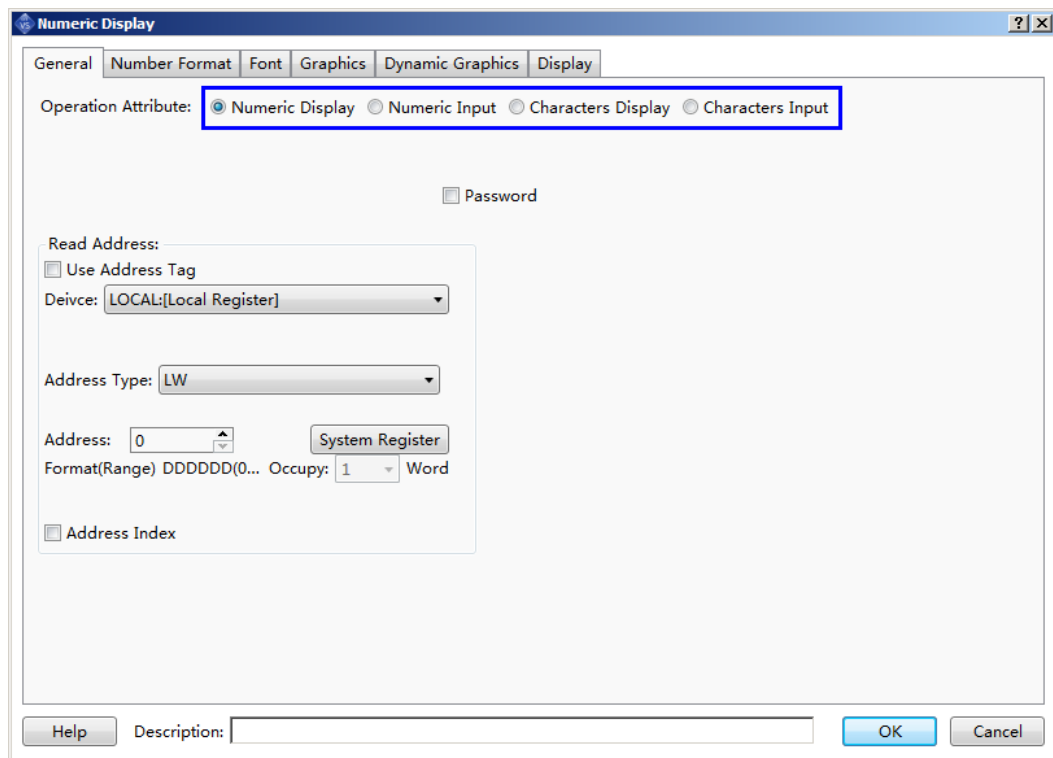 Numeric Display
General Number Format Font Graphics Dynamic Graphics Display
Operation Attribute: Numeric Display Numeric Input Characters Display Characters Input
Password
Read Address:
Use Address Tag
Deivce: LOCAL:[Local Register]
Address Type: LW
Address: 0 System Register
Format(Range) DDDDDD(0... Occupy: 1 Word
Address Index
Help Description: OK Cancel